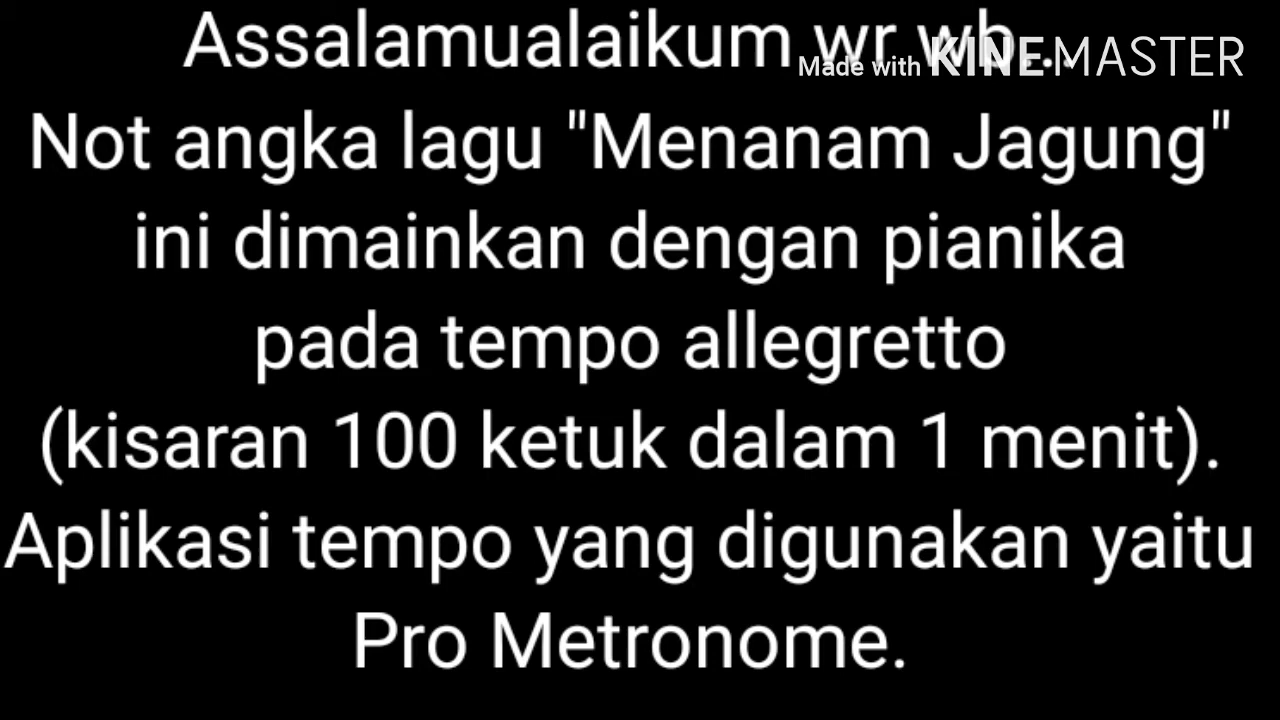 Assalamualaikum wr wb...
Made with KINEMASTER
Not angka lagu "Menanam Jagung"
ini dimainkan dengan pianika
pada tempo allegretto
(kisaran 100 ketuk dalam 1 menit).
Aplikasi tempo yang digunakan yaitu
Pro Metronome.